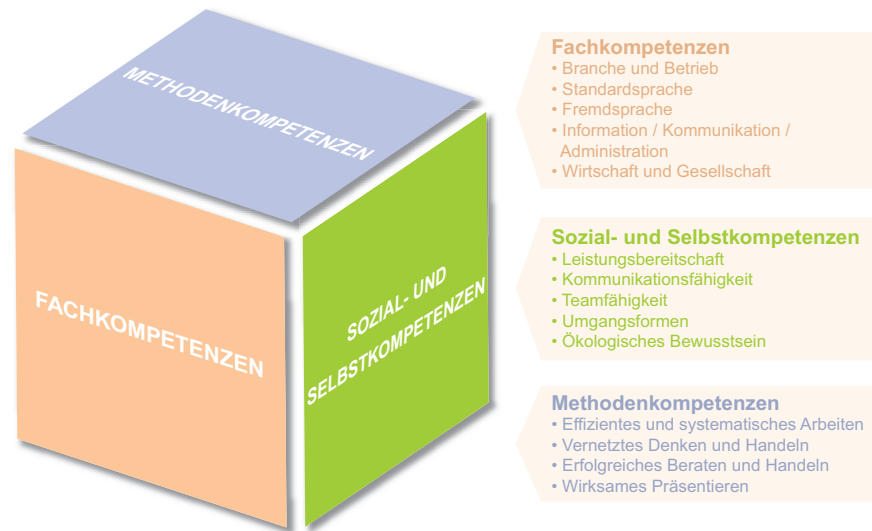 METHODENKOMPETENZEN
FACHKOMPETENZEN
SOZIAL- UND
SELBSTKOMPETENZEN
Fachkompetenzen
• Branche und Betrieb
• Standardsprache
• Fremdsprache
• Information / Kommunikation /
Administration
• Wirtschaft und Gesellschaft
Sozial- und Selbstkompetenzen
• Leistungsbereitschaft
• Kommunikationsfähigkeit
• Teamfähigkeit
• Umgangsformen
• Ökologisches Bewusstsein
Methodenkompetenzen
• Effizientes und systematisches Arbeiten
• Vernetztes Denken und Handeln
• Erfolgreiches Beraten und Handeln
• Wirksames Präsentieren